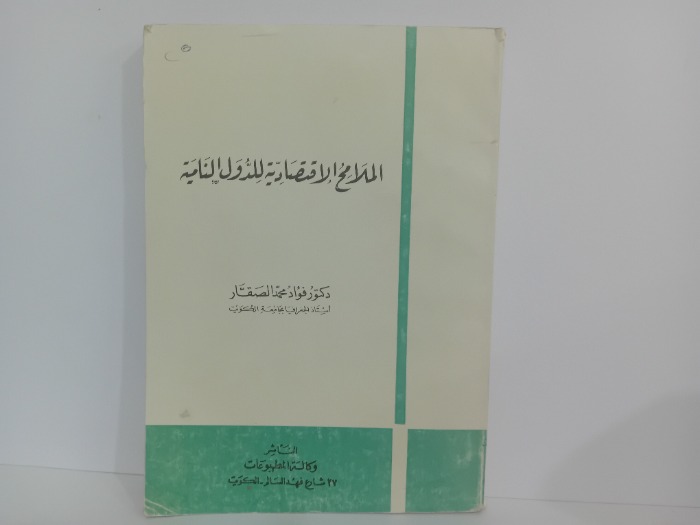 الملامح الإقتصادية للدول النامية
دكتور فؤاد محمد الصقار
أستاذ الجغرافيا بجامعة الكويت
الناشر
وكالة المطبوعات
٢٧ شارع فهد السالم - الكويت